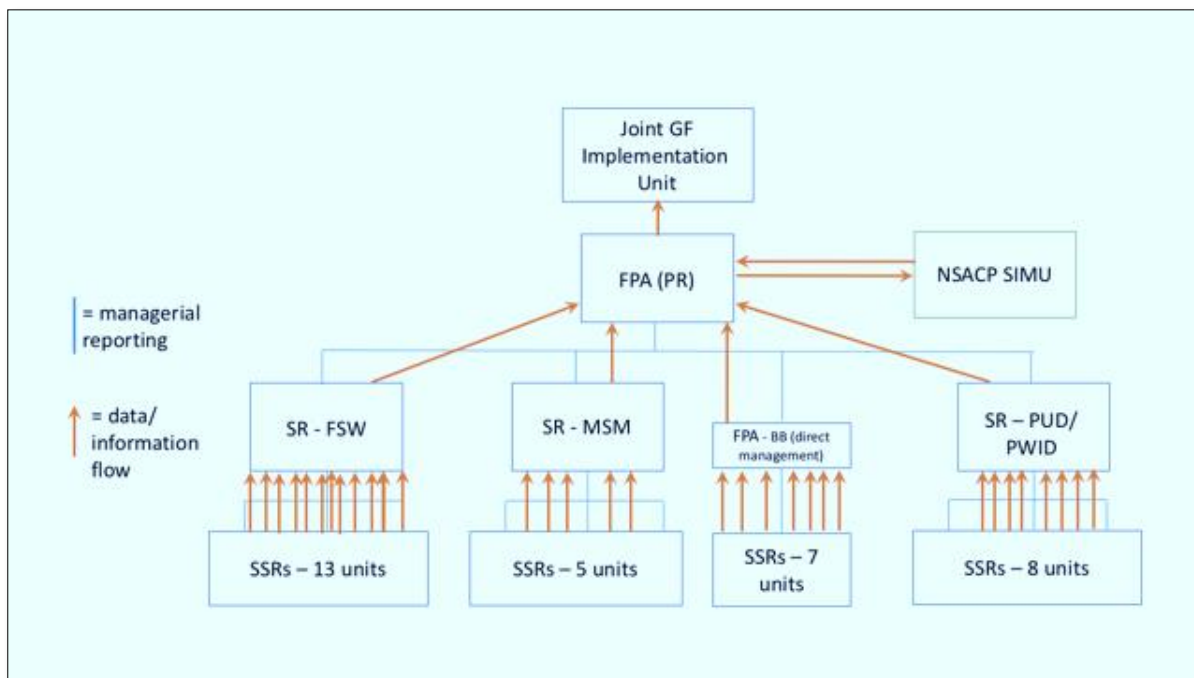 Joint GF
Implementation
Unit
FPA (PR)
NSACP SIMU
= managerial
reporting
= data/
information
flow
SR - FSW
SR - MSM
FPA - BB (direct
management)
SR – PUD/
PWID
SSRs – 13 units
SSRs – 5 units
SSRs – 7
units
SSRs – 8 units